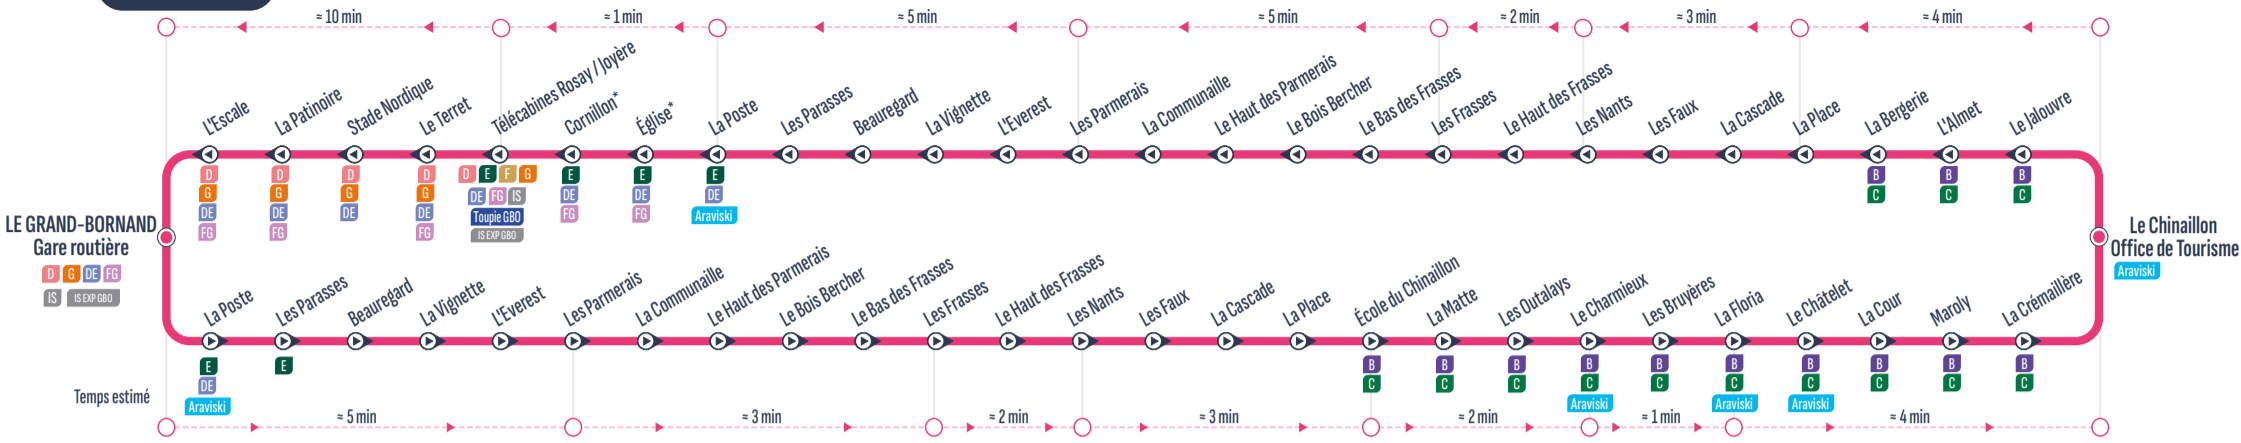 ≈ 10 min ≈ 1 min ≈ 5 min ≈ 5 min ≈ 2 min ≈ 3 min ≈ 4 min
L'Escale
La Patinoire
Stade Nordique
Le Terret
Télécabines Rosay / Joyère
Cornillon*
Église*
La Poste
Les Parasses
Beauregard
La Vignette
L'Everest
Les Parmerais
La Communaille
Le Haut des Parmerais
Le Bois Bercher
Le Bas des Frasses
Les Frasses
Le Haut des Frasses
Les Nants
Les Faux
La Cascade
La Place
La Bergerie
L'Almet
Le Jalouvre
D G DE FG
D G DE FG
D G DE
D G DE FG
D E F G
DE FG IS
Toupie GBO
IS EXP GBO
E DE FG
E DE FG
E DE
Araviski
B C
B C
B C
LE GRAND-BORNAND
Gare routière
D G DE FG
IS IS EXP GBO
Le Chinaillon
Office de Tourisme
Araviski
La Poste
Les Parasses
Beauregard
La Vignette
L'Everest
Les Parmerais
La Communaille
Le Haut des Parmerais
Le Bois Bercher
Le Bas des Frasses
Les Frasses
Le Haut des Frasses
Les Nants
Les Faux
La Cascade
La Place
École du Chinaillon
La Matte
Les Outalays
Le Charmieux
Les Bruyères
La Floria
Le Châtelet
La Cour
Maroly
La Crémaillère
E DE
Araviski
E
B C
B C
B C
B C
Araviski
B C
B C
Araviski
B C
Araviski
B C
B C
B C
Temps estimé
≈ 5 min ≈ 3 min ≈ 2 min ≈ 3 min ≈ 2 min ≈ 1 min ≈ 4 min